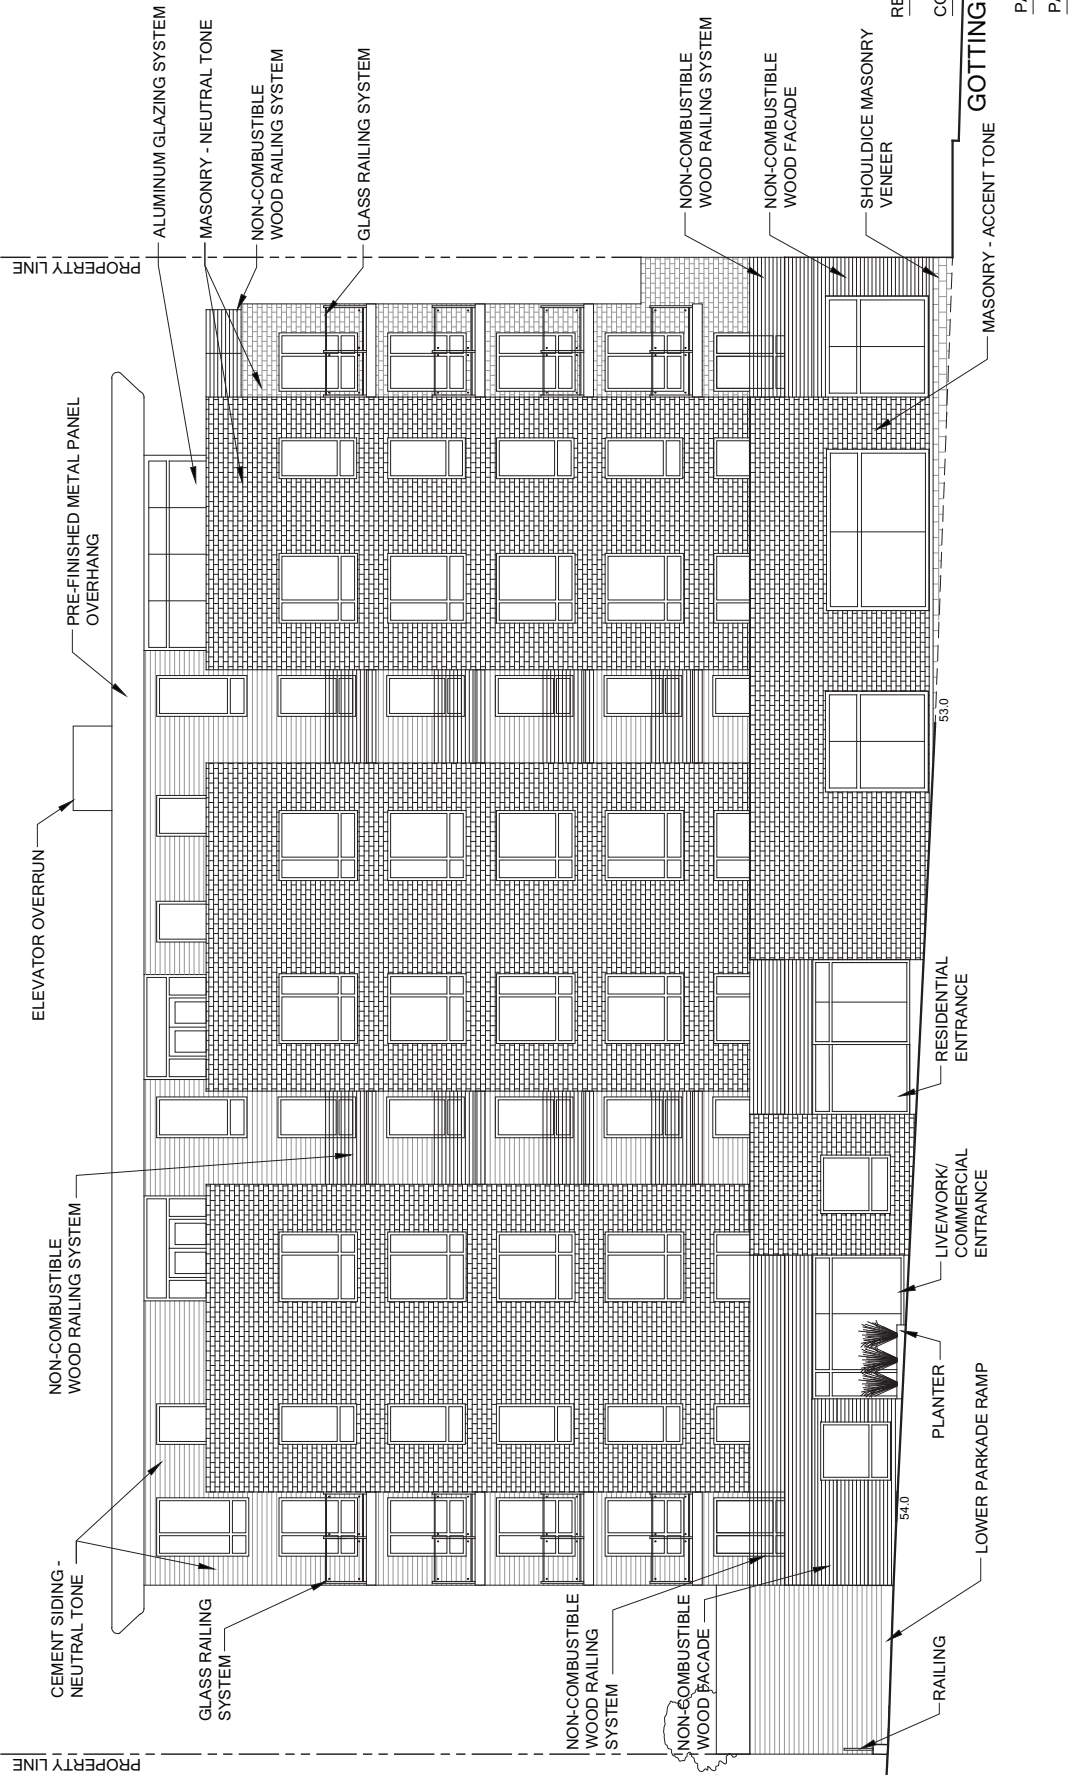 ELEVATOR OVERRUN
PRE-FINISHED METAL PANEL
OVERHANG
ALUMINUM GLAZING SYSTEM
MASONRY - NEUTRAL TONE
NON-COMBUSTIBLE
WOOD RAILING SYSTEM
GLASS RAILING SYSTEM
PROPERTY LINE
CEMENT SIDING -
NEUTRAL TONE
NON-COMBUSTIBLE
WOOD RAILING SYSTEM
GLASS RAILING
SYSTEM
PROPERTY LINE
NON-COMBUSTIBLE
WOOD RAILING
SYSTEM
NON-COMBUSTIBLE
WOOD FACADE
NON-COMBUSTIBLE
WOOD RAILING SYSTEM
NON-COMBUSTIBLE
WOOD FACADE
SHOULDICE MASONRY
VENEER
MASONRY - ACCENT TONE
GOTTING
54.0
53.0
RAILING
LOWER PARKADE RAMP
PLANTER
LIVE/WORK/
COMMERCIAL
ENTRANCE
RESIDENTIAL
ENTRANCE
RE
CO
PA
PA